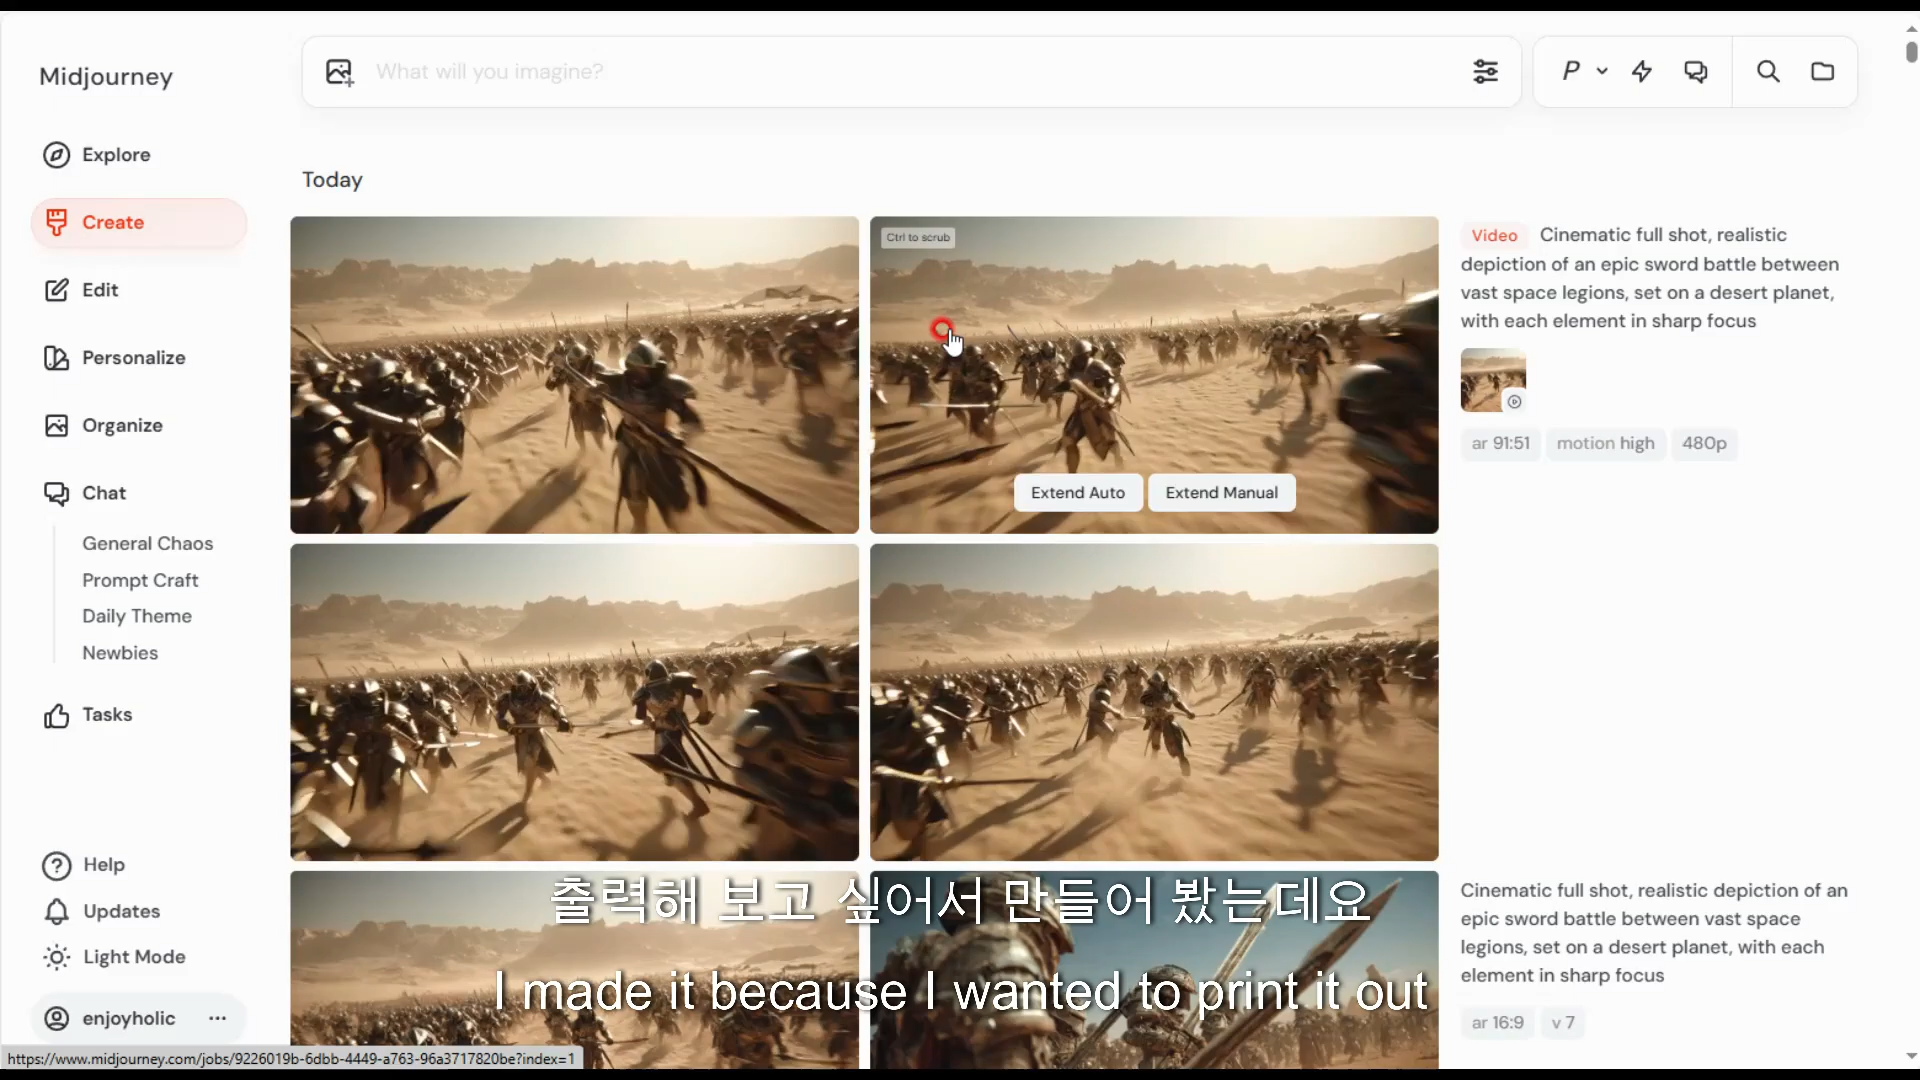 Midjourney
What will you imagine?
P
Explore
Create
Edit
Personalize
Organize
Chat
General Chaos
Prompt Craft
Daily Theme
Newbies
Tasks
Help
Updates
Light Mode
enjoyholic
Today
Ctrl to scrub
Extend Auto
Extend Manual
Video Cinematic full shot, realistic
depiction of an epic sword battle between
vast space legions, set on a desert planet,
with each element in sharp focus
ar 91:51 motion high 480p
Cinematic full shot, realistic depiction of an
epic sword battle between vast space
legions, set on a desert planet, with each
element in sharp focus
ar 16:9 v 7
출력해 보고 싶어서 만들어 봤는데요
I made it because I wanted to print it out
https://www.midjourney.com/jobs/9226019b-6dbb-4449-a763-96a3717820be?index=1